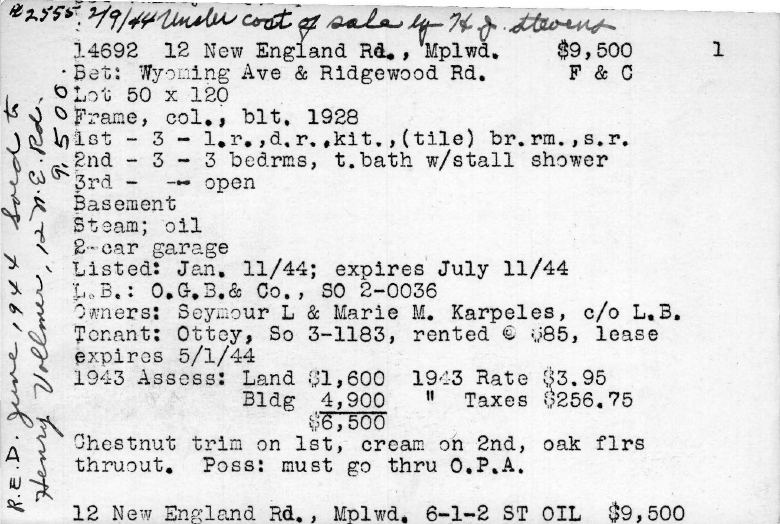 #2555 2/9/44 Under cost of sale by H. J. Stevens
14692 12 New England Rd., Mplwd. $9,500 1
Bet: Wyoming Ave & Ridgewood Rd. F & C
Lot 50 x 120
Frame, col., blt. 1928
1st - 3 - l.r.,d.r.,kit.,(tile) br.rm.,s.r.
2nd - 3 - 3 bedrms, t.bath w/stall shower
3rd - -- open
Basement
Steam; oil
2-car garage
Listed: Jan. 11/44; expires July 11/44
L.B.: O.G.B.& Co., SO 2-0036
Owners: Seymour L & Marie M. Karpeles, c/o L.B.
Tenant: Ottey, So 3-1183, rented @ $85, lease
expires 5/1/44
1943 Assess: Land $1,600 1943 Rate $3.95
Bldg 4,900 " Taxes $256.75
$6,500
Chestnut trim on 1st, cream on 2nd, oak flrs
thruout. Poss: must go thru O.P.A.
12 New England Rd., Mplwd. 6-1-2 ST OIL $9,500
R.E.D. June, 1944 Sold to
Henry Vollmer, 12 N.E. Rd.
9,500.